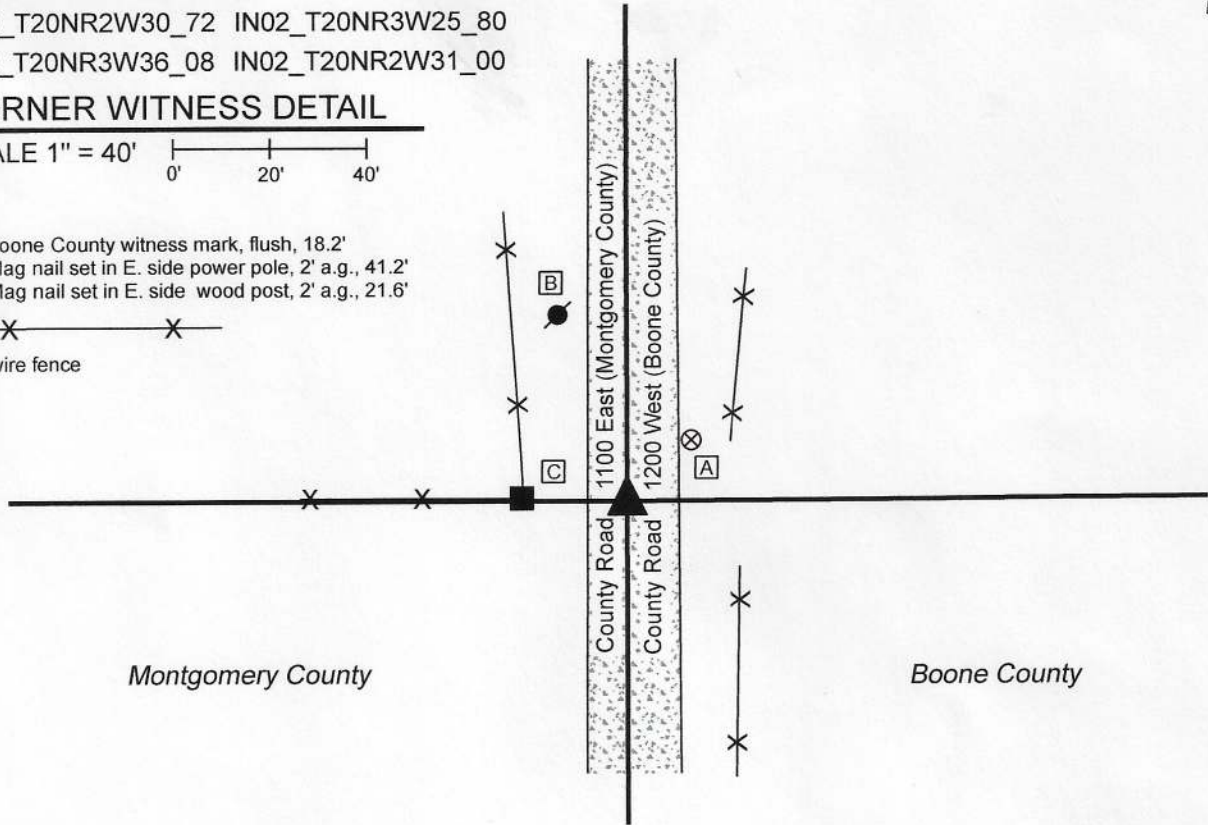 _T20NR2W30_72 IN02_T20NR3W25_80
_T20NR3W36_08 IN02_T20NR2W31_00
RNER WITNESS DETAIL
ALE 1" = 40'
0' 20' 40'
oone County witness mark, flush, 18.2'
Mag nail set in E. side power pole, 2' a.g., 41.2'
Mag nail set in E. side wood post, 2' a.g., 21.6'
X X
wire fence
B
A
C
County Road 1100 East (Montgomery County)
County Road 1200 West (Boone County)
Montgomery County
Boone County